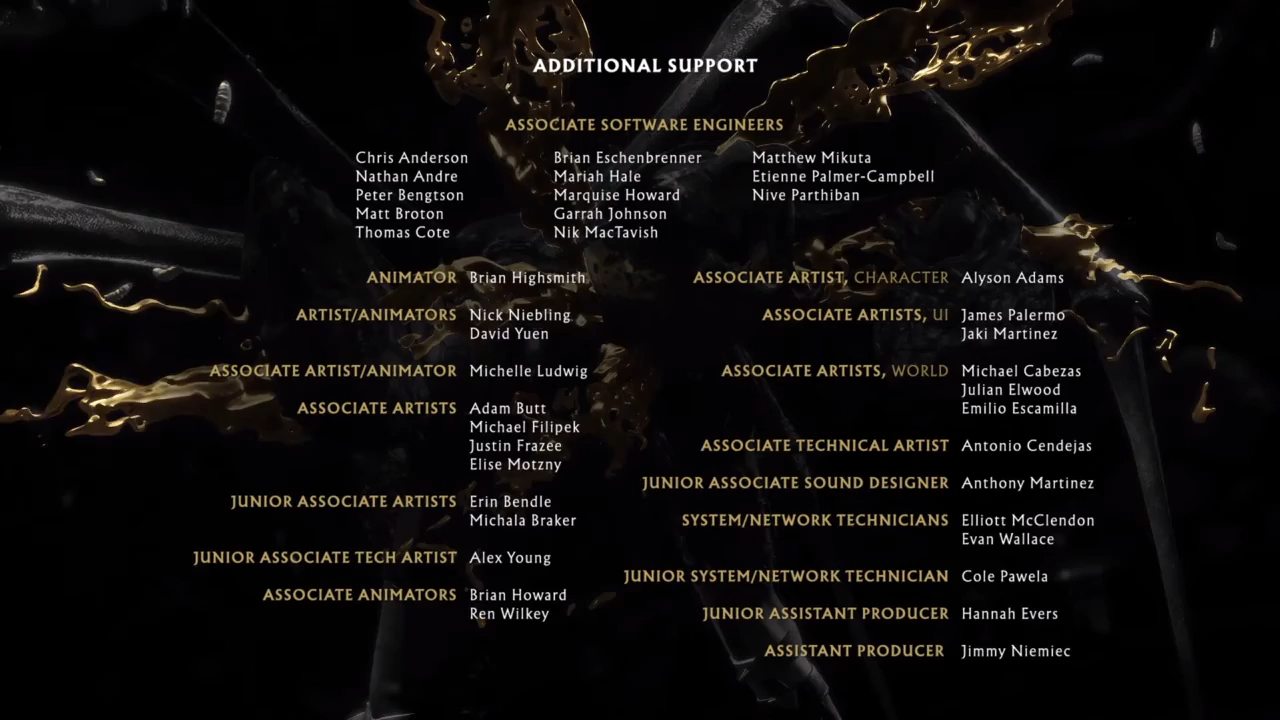 ADDITIONAL SUPPORT
ASSOCIATE SOFTWARE ENGINEERS
Chris Anderson
Nathan Andre
Peter Bengtson
Matt Broton
Thomas Cote
Brian Eschenbrenner
Mariah Hale
Marquise Howard
Garrah Johnson
Nik MacTavish
Matthew Mikuta
Etienne Palmer-Campbell
Nive Parthiban
ANIMATOR Brian Highsmith
ARTIST/ANIMATORS Nick Niebling
David Yuen
ASSOCIATE ARTIST/ANIMATOR Michelle Ludwig
ASSOCIATE ARTISTS Adam Butt
Michael Filipek
Justin Frazee
Elise Motzny
JUNIOR ASSOCIATE ARTISTS Erin Bendle
Michala Braker
JUNIOR ASSOCIATE TECH ARTIST Alex Young
ASSOCIATE ANIMATORS Brian Howard
Ren Wilkey
ASSOCIATE ARTIST, CHARACTER Alyson Adams
ASSOCIATE ARTISTS, UI James Palermo
Jaki Martinez
ASSOCIATE ARTISTS, WORLD Michael Cabezas
Julian Elwood
Emilio Escamilla
ASSOCIATE TECHNICAL ARTIST Antonio Cendejas
JUNIOR ASSOCIATE SOUND DESIGNER Anthony Martinez
SYSTEM/NETWORK TECHNICIANS Elliott McClendon
Evan Wallace
JUNIOR SYSTEM/NETWORK TECHNICIAN Cole Pawela
JUNIOR ASSISTANT PRODUCER Hannah Evers
ASSISTANT PRODUCER Jimmy Niemiec